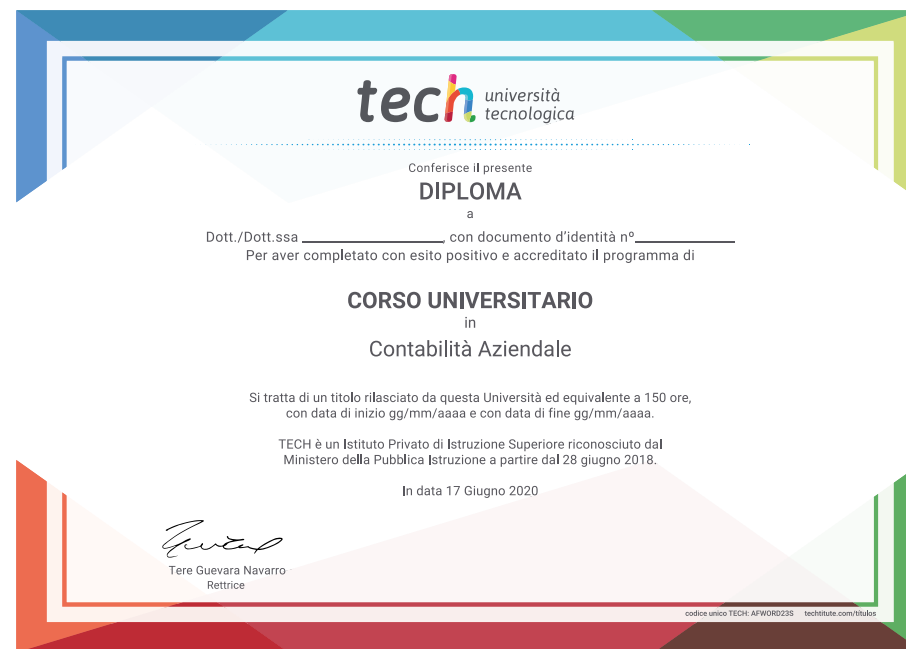 tech università
tecnologica
Conferisce il presente
DIPLOMA
a
Dott./Dott.ssa ____________, con documento d'identità nº__________
Per aver completato con esito positivo e accreditato il programma di
CORSO UNIVERSITARIO
in
Contabilità Aziendale
Si tratta di un titolo rilasciato da questa Università ed equivalente a 150 ore,
con data di inizio gg/mm/aaaa e con data di fine gg/mm/aaaa.
TECH è un Istituto Privato di Istruzione Superiore riconosciuto dal
Ministero della Pubblica Istruzione a partire dal 28 giugno 2018.
In data 17 Giugno 2020
Tere Guevara Navarro
Rettrice
codice unico TECH: AFWORD23S techtitute.com/títulos